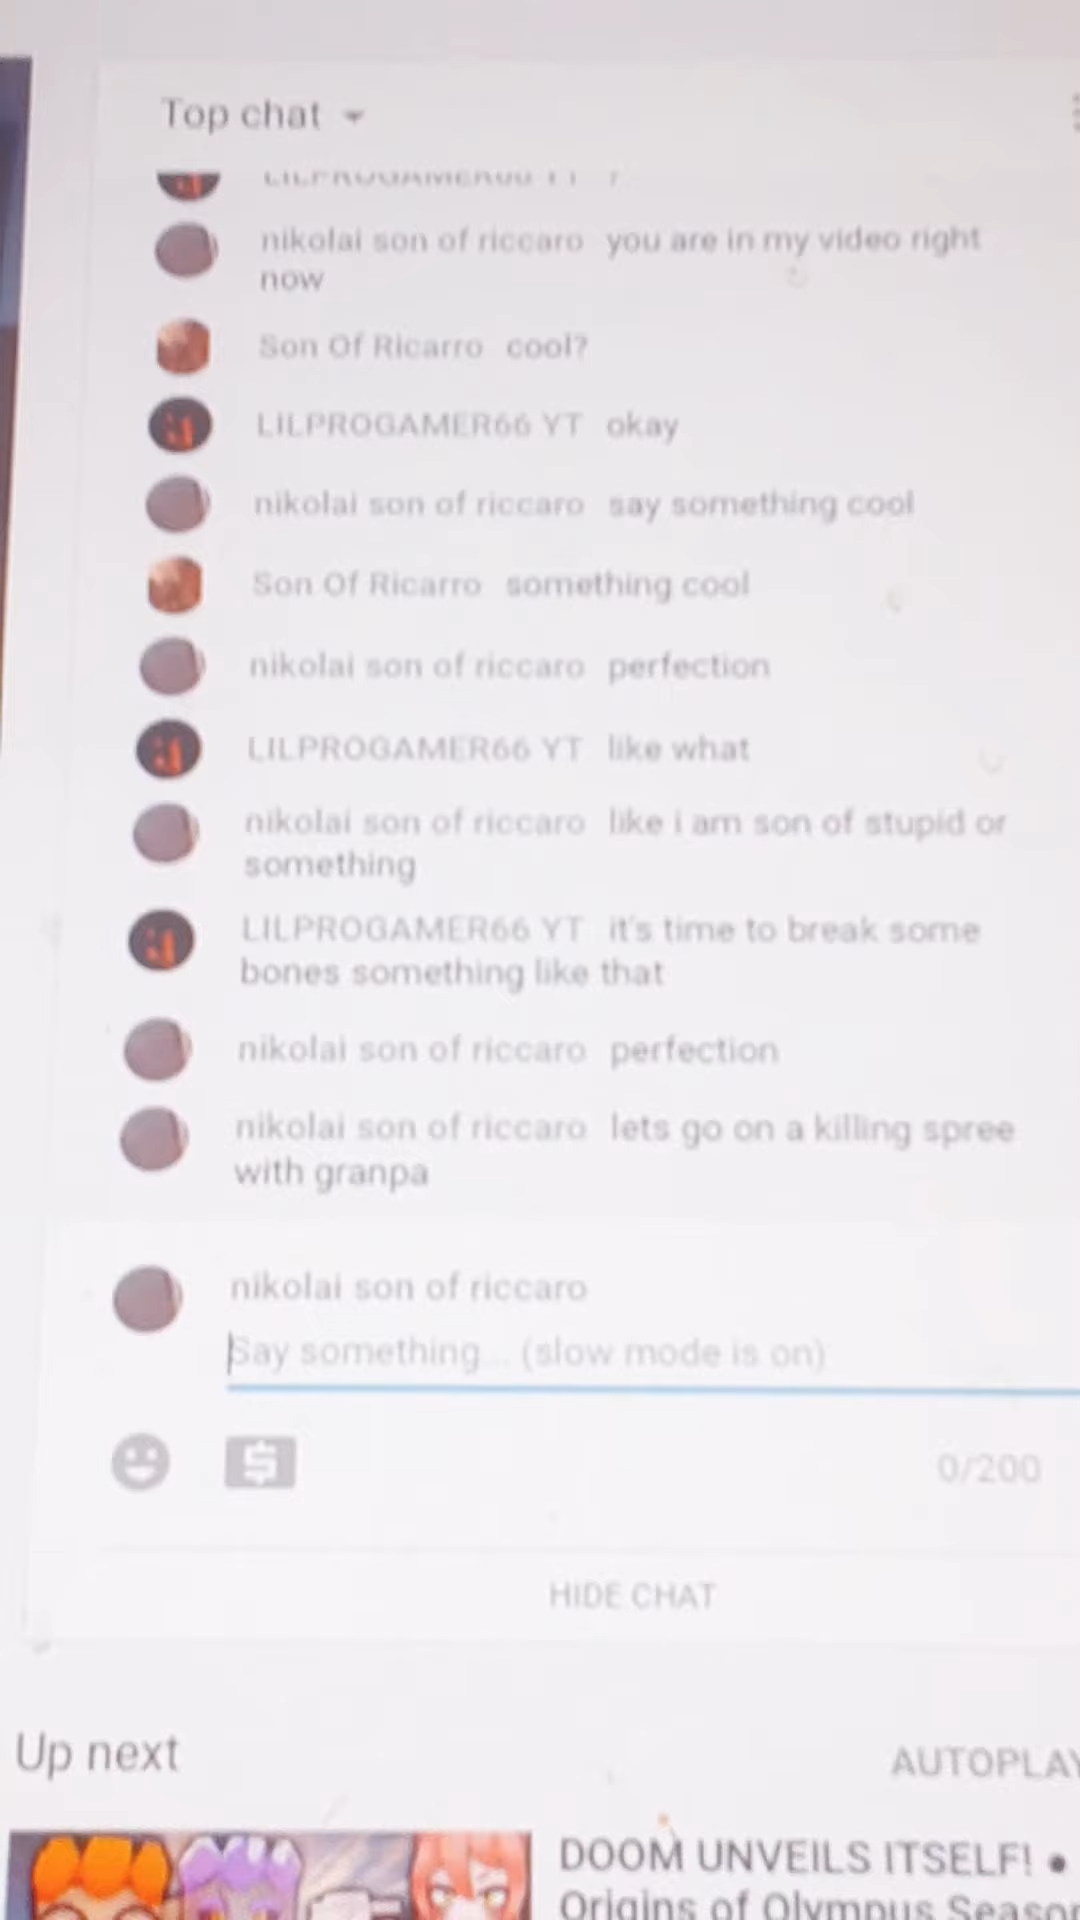 Top chat
nikolai son of riccaro you are in my video right
now
Son Of Ricarro cool?
LILPROGAMER66 YT okay
nikolai son of riccaro say something cool
Son Of Ricarro something cool
nikolai son of riccaro perfection
LILPROGAMER66 YT like what
nikolai son of riccaro like i am son of stupid or
something
LILPROGAMER66 YT it's time to break some
bones something like that
nikolai son of riccaro perfection
nikolai son of riccaro lets go on a killing spree
with granpa
nikolai son of riccaro
Say something... (slow mode is on)
0/200
HIDE CHAT
Up next
AUTOPLAY
DOOM UNVEILS ITSELF! •
Origins of Olympus Season